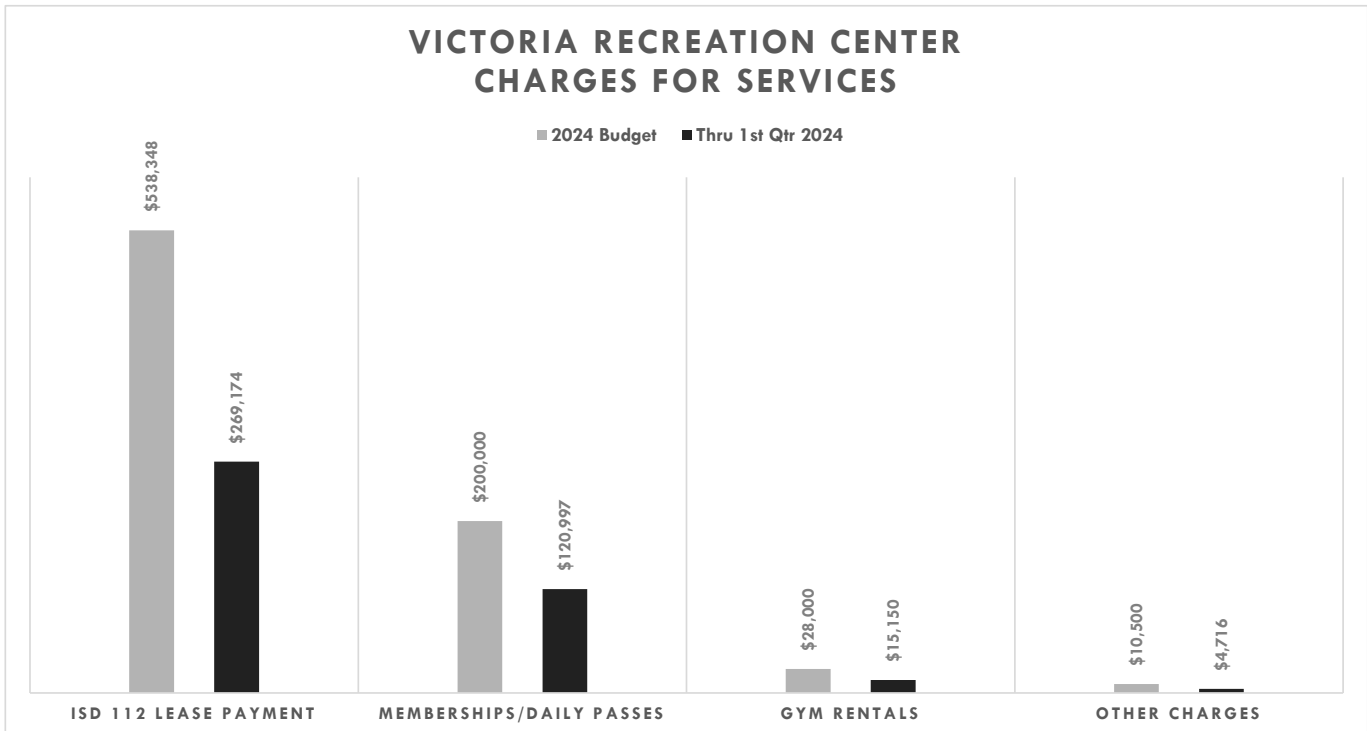 VICTORIA RECREATION CENTER
CHARGES FOR SERVICES
2024 Budget Thru 1st Qtr 2024
$538,348
$269,174
$200,000
$120,997
$28,000
$15,150
$10,500
$4,716
ISD 112 LEASE PAYMENT MEMBERSHIPS/DAILY PASSES GYM RENTALS OTHER CHARGES